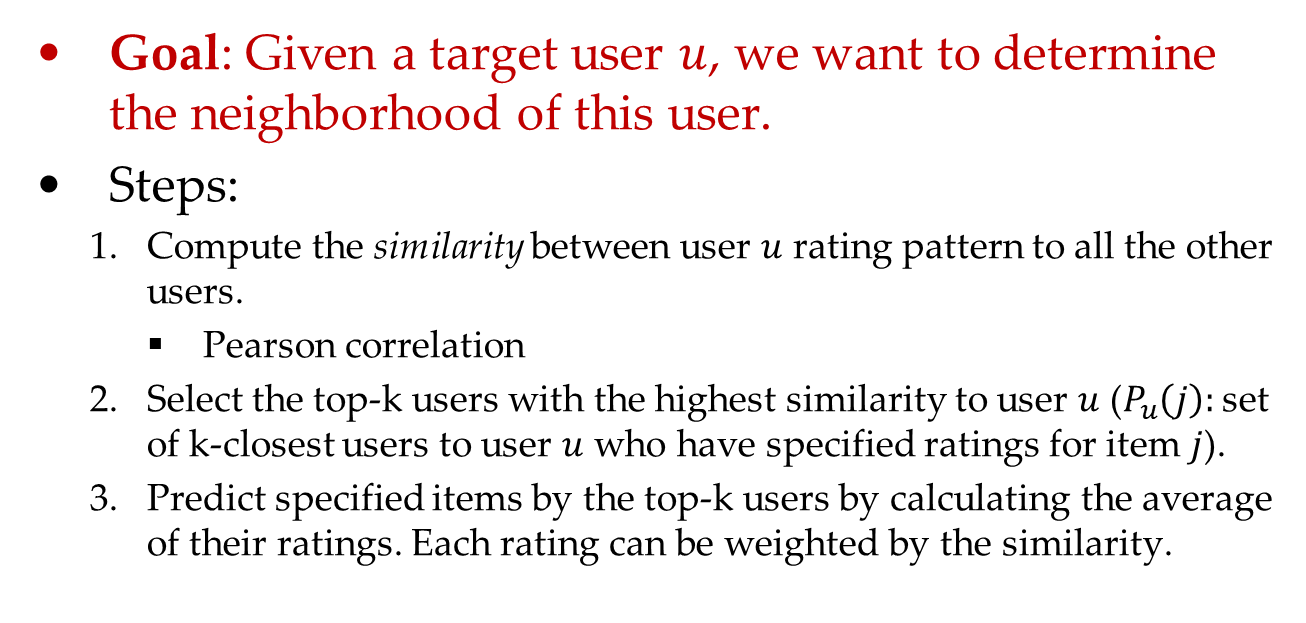 • Goal: Given a target user u, we want to determine
the neighborhood of this user.
• Steps:
1. Compute the similarity between user u rating pattern to all the other
users.
▪ Pearson correlation
2. Select the top-k users with the highest similarity to user u (Pᵤ(j): set
of k-closest users to user u who have specified ratings for item j).
3. Predict specified items by the top-k users by calculating the average
of their ratings. Each rating can be weighted by the similarity.